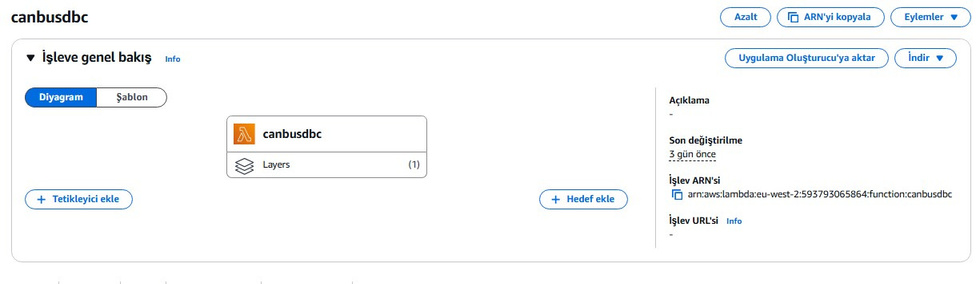 canbusdbc
Azalt
ARN'yi kopyala
Eylemler
İşleve genel bakış
Info
Uygulama Oluşturucu'ya aktar
İndir
Diyagram
Şablon
canbusdbc
Layers
(1)
+ Tetikleyici ekle
+ Hedef ekle
Açıklama
-
Son değiştirilme
3 gün önce
İşlev ARN'si
arn:aws:lambda:eu-west-2:593793065864:function:canbusdbc
İşlev URL'si Info
-